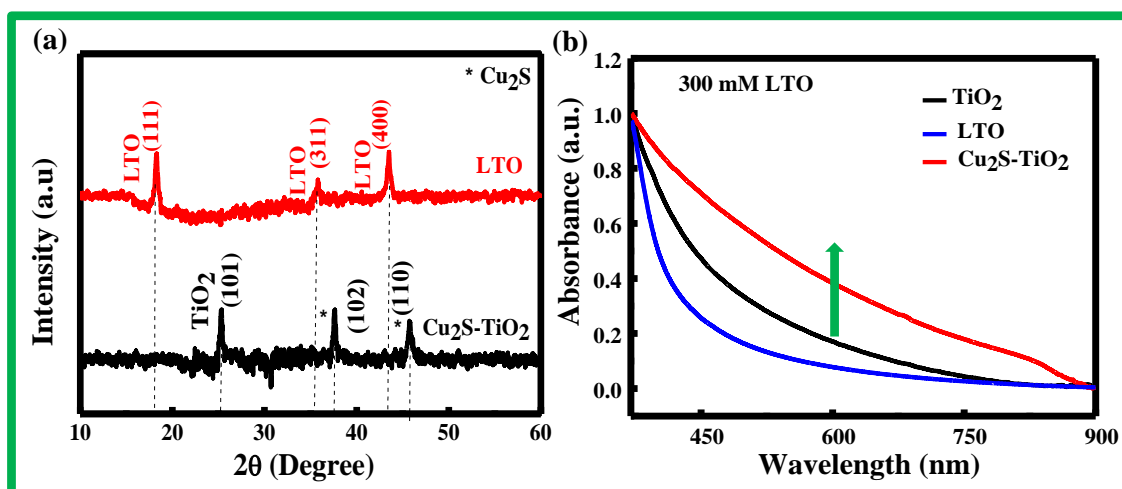 (a)
* Cu2S
LTO
(111)
LTO
(311)
LTO
(400)
LTO
TiO2
(101)
*
(102)
*
(110)
Cu2S-TiO2
Intensity (a.u)
10 20 30 40 50 60
2θ (Degree)
(b)
300 mM LTO
TiO2
LTO
Cu2S-TiO2
Absorbance (a.u.)
1.2
1.0
0.8
0.6
0.4
0.2
0.0
450 600 750 900
Wavelength (nm)